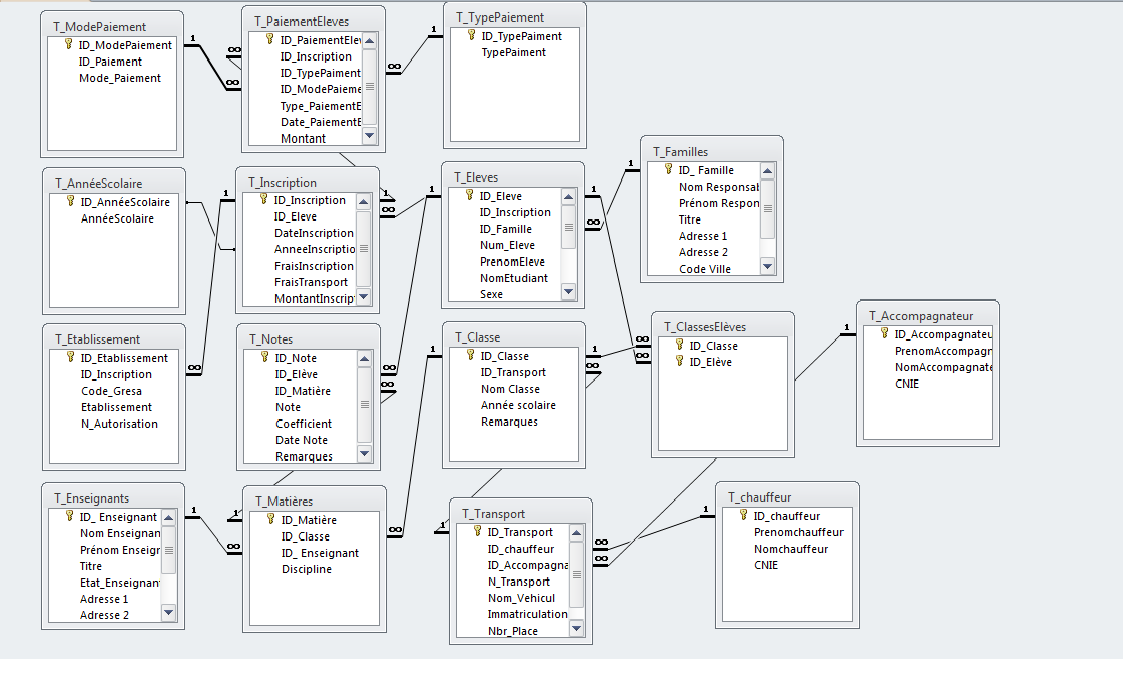 T_ModePaiement
ID_ModePaiement
ID_Paiement
Mode_Paiement
T_PaiementEleves
ID_PaiementElev
ID_Inscription
ID_TypePaiment
ID_ModePaieme
Type_PaiementE
Date_PaiementE
Montant
T_TypePaiement
ID_TypePaiment
TypePaiment
T_AnnéeScolaire
ID_AnnéeScolaire
AnnéeScolaire
T_Inscription
ID_Inscription
ID_Eleve
DateInscription
AnneeInscriptio
FraisInscription
FraisTransport
MontantInscrip
T_Eleves
ID_Eleve
ID_Inscription
ID_Famille
Num_Eleve
PrenomEleve
NomEtudiant
Sexe
T_Familles
ID_ Famille
Nom Responsal
Prénom Respon
Titre
Adresse 1
Adresse 2
Code Ville
T_Etablissement
ID_Etablissement
ID_Inscription
Code_Gresa
Etablissement
N_Autorisation
T_Notes
ID_Note
ID_Elève
ID_Matière
Note
Coefficient
Date Note
Remarques
T_Classe
ID_Classe
ID_Transport
Nom Classe
Année scolaire
Remarques
T_ClassesElèves
ID_Classe
ID_Elève
T_Accompagnateur
ID_Accompagnateu
PrenomAccompagn
NomAccompagnate
CNIE
T_Enseignants
ID_ Enseignant
Nom Enseignan
Prénom Enseigr
Titre
Etat_Enseignan
Adresse 1
Adresse 2
T_Matières
ID_Matière
ID_Classe
ID_ Enseignant
Discipline
T_Transport
ID_Transport
ID_chauffeur
ID_Accompagna
N_Transport
Nom_Vehicul
Immatriculation
Nbr_Place
T_chauffeur
ID_chauffeur
Prenomchauffeur
Nomchauffeur
CNIE
1
∞
∞
∞
1
1
1
∞
1
1
∞
1
∞
∞
∞
1
1
∞
∞
∞
1
1
∞
1
∞
1
∞
∞
1